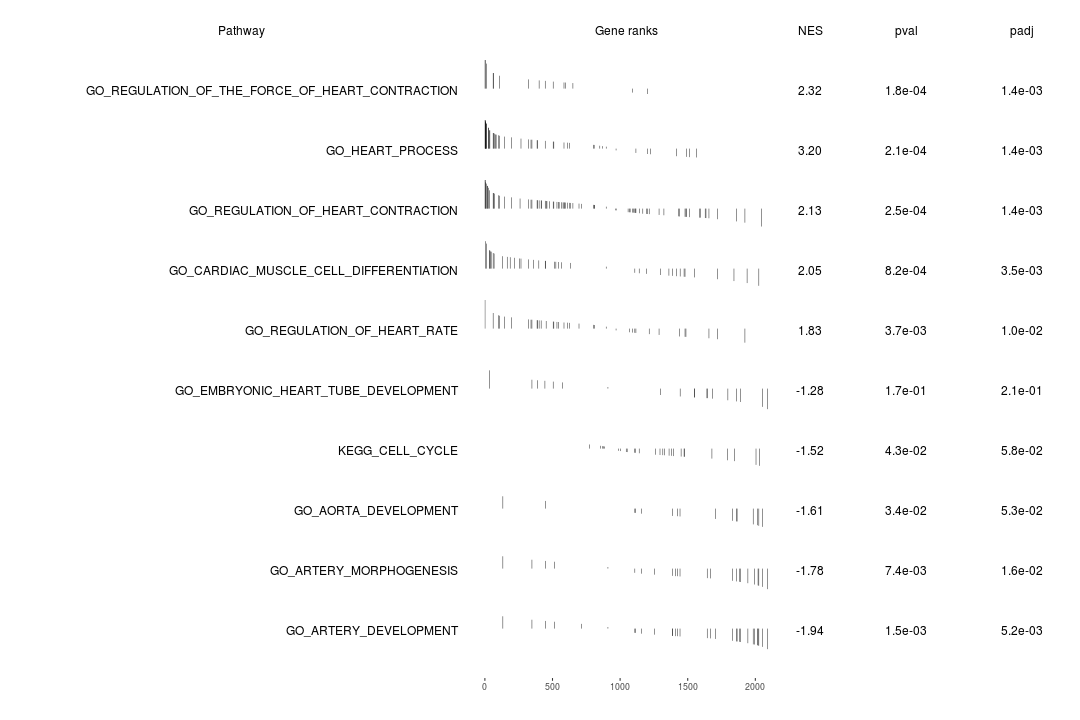 Pathway Gene ranks NES pval padj
GO_REGULATION_OF_THE_FORCE_OF_HEART_CONTRACTION 2.32 1.8e-04 1.4e-03
GO_HEART_PROCESS 3.20 2.1e-04 1.4e-03
GO_REGULATION_OF_HEART_CONTRACTION 2.13 2.5e-04 1.4e-03
GO_CARDIAC_MUSCLE_CELL_DIFFERENTIATION 2.05 8.2e-04 3.5e-03
GO_REGULATION_OF_HEART_RATE 1.83 3.7e-03 1.0e-02
GO_EMBRYONIC_HEART_TUBE_DEVELOPMENT -1.28 1.7e-01 2.1e-01
KEGG_CELL_CYCLE -1.52 4.3e-02 5.8e-02
GO_AORTA_DEVELOPMENT -1.61 3.4e-02 5.3e-02
GO_ARTERY_MORPHOGENESIS -1.78 7.4e-03 1.6e-02
GO_ARTERY_DEVELOPMENT -1.94 1.5e-03 5.2e-03
0 500 1000 1500 2000